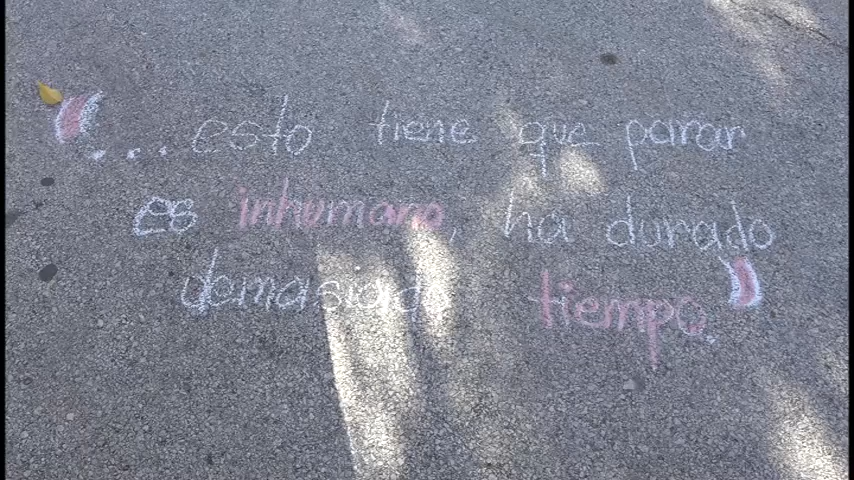 "... esto tiene que parar
es inhumano, ha durado
demasiado tiempo."